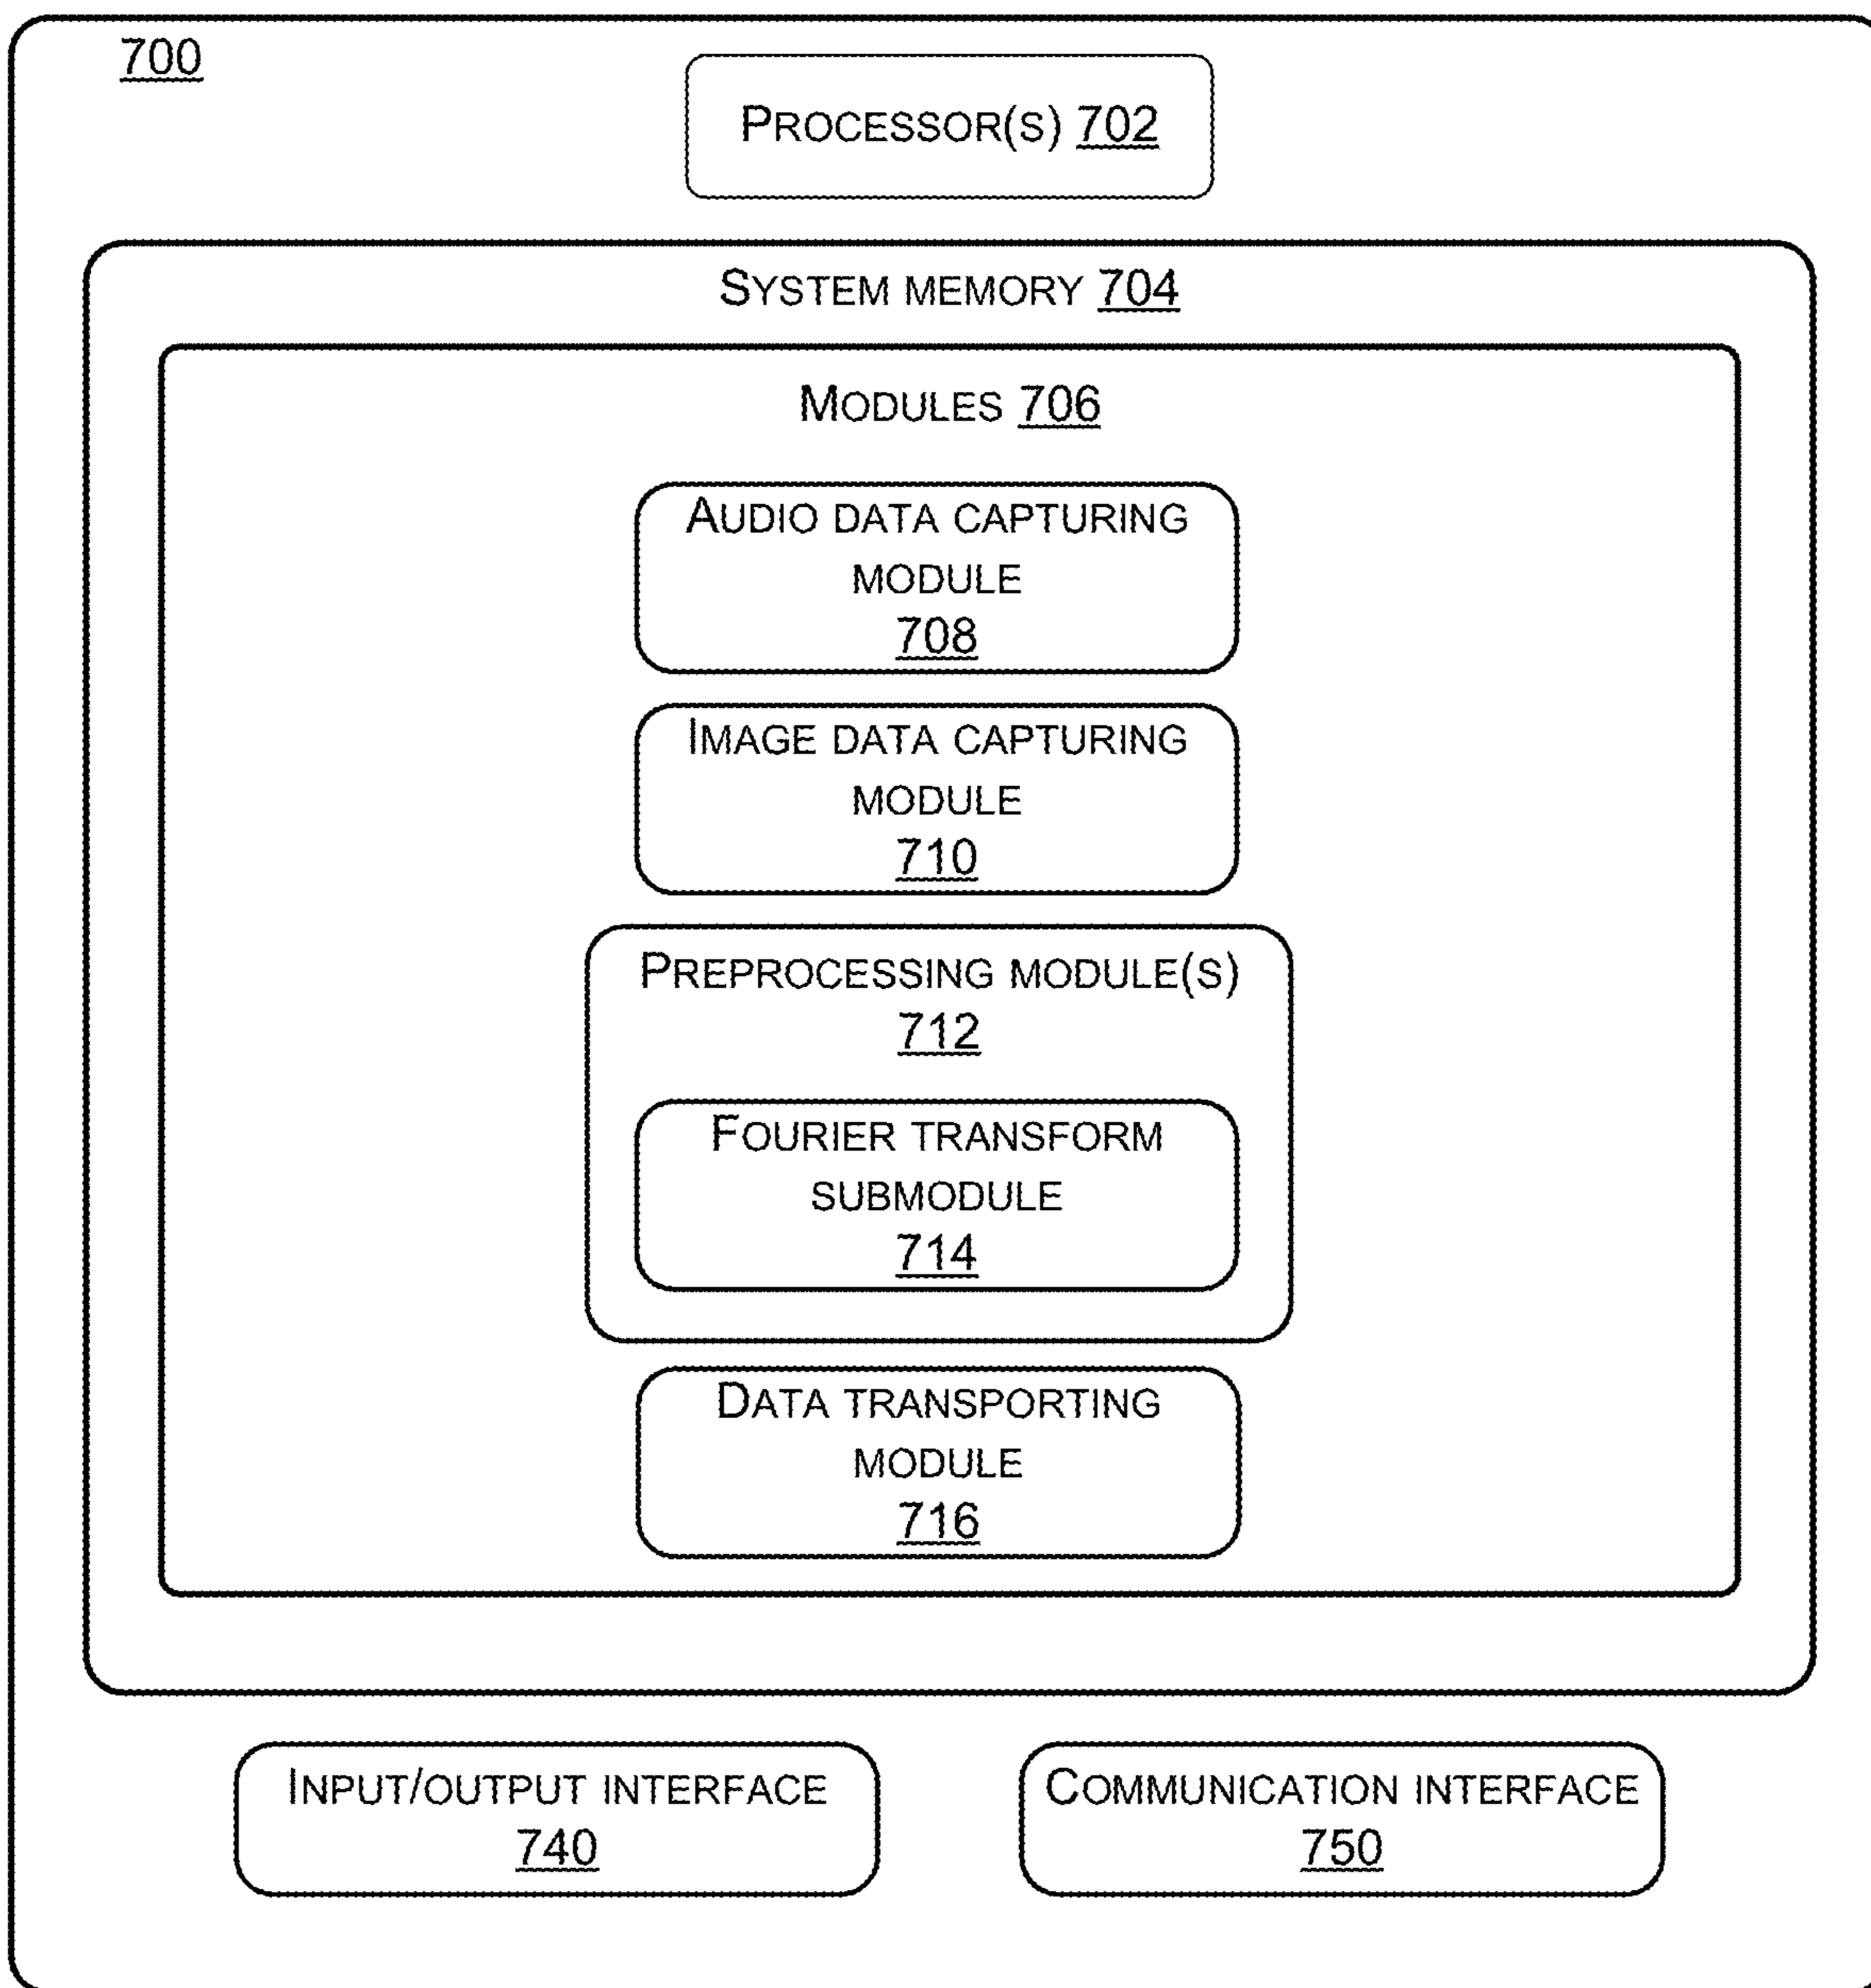 700
PROCESSOR(S) 702
SYSTEM MEMORY 704
MODULES 706
AUDIO DATA CAPTURING
MODULE
708
IMAGE DATA CAPTURING
MODULE
710
PREPROCESSING MODULE(S)
712
FOURIER TRANSFORM
SUBMODULE
714
DATA TRANSPORTING
MODULE
716
INPUT/OUTPUT INTERFACE
740
COMMUNICATION INTERFACE
750